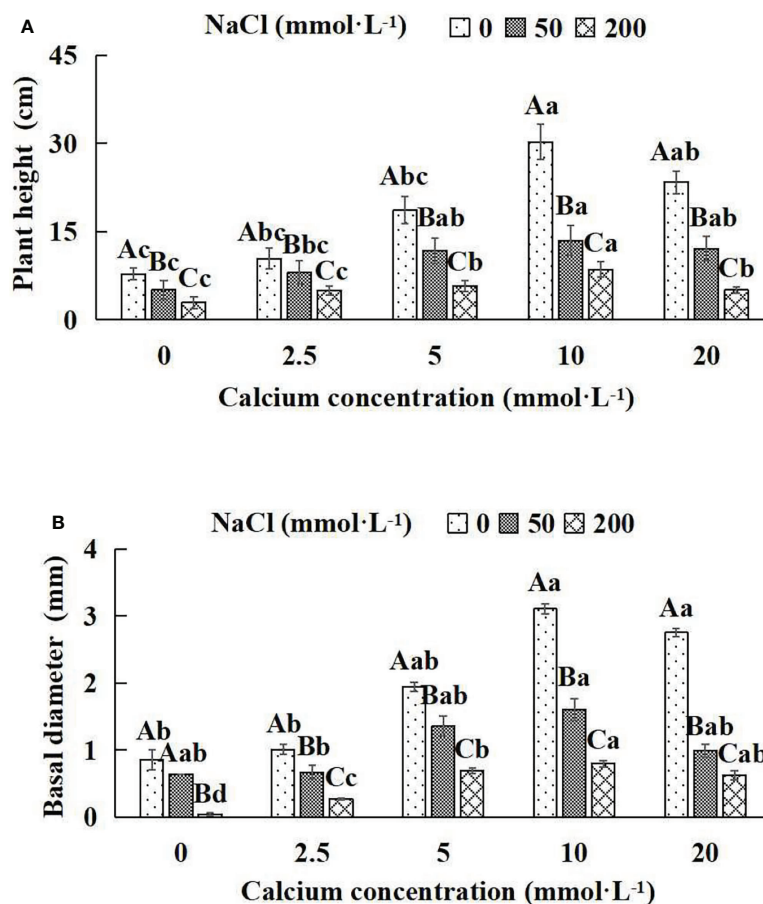 A
NaCl (mmol·L-1) 0 50 200
Plant height (cm)
45
30
15
0
Ac Bc Cc
Abc Bbc Cc
Abc Bab Cb
Aa Ba Ca
Aab Bab Cb
0 2.5 5 10 20
Calcium concentration (mmol·L-1)
B
NaCl (mmol·L-1) 0 50 200
Basal diameter (mm)
4
3
2
1
0
Ab Aab Bd
Ab Bb Cc
Aab Bab Cb
Aa Ba Ca
Aa Bab Cab
0 2.5 5 10 20
Calcium concentration (mmol·L-1)